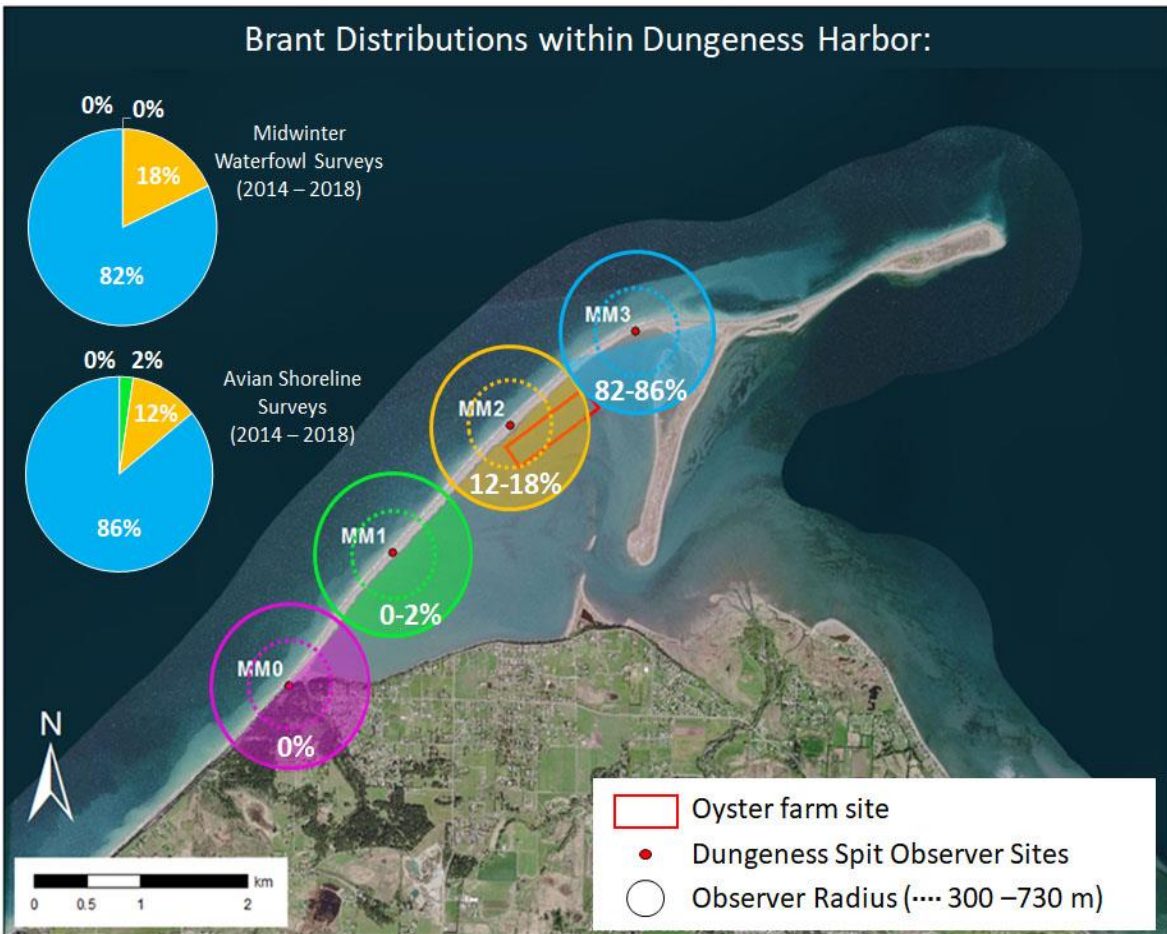 Brant Distributions within Dungeness Harbor:
0% 0%
18%
82%
Midwinter
Waterfowl Surveys
(2014 – 2018)
0% 2%
12%
86%
Avian Shoreline
Surveys
(2014 – 2018)
MM3
82-86%
MM2
12-18%
MM1
0-2%
MM0
0%
N
km
0 0.5 1 2
Oyster farm site
Dungeness Spit Observer Sites
Observer Radius (···· 300 –730 m)